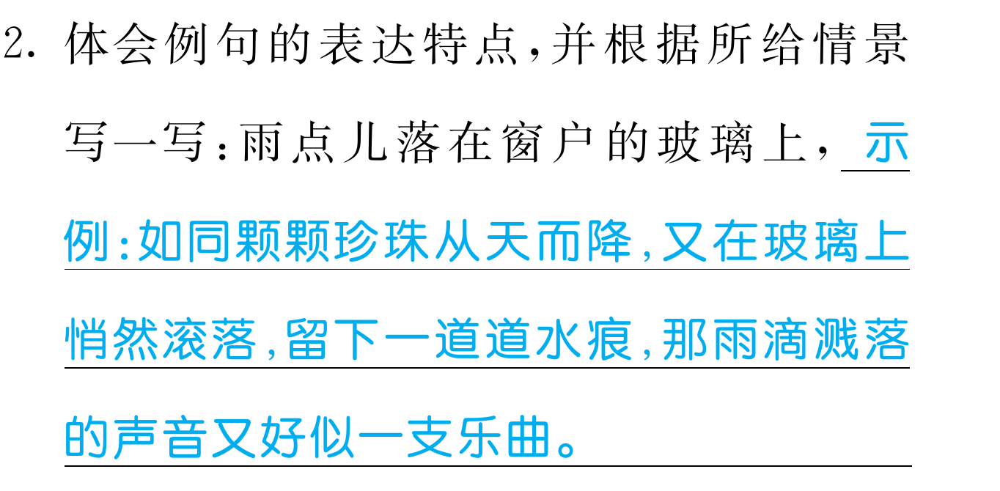 2. 体会例句的表达特点,并根据所给情景
写一写:雨点儿落在窗户的玻璃上,示
例:如同颗颗珍珠从天而降,又在玻璃上
悄然滚落,留下一道道水痕,那雨滴溅落
的声音又好似一支乐曲。